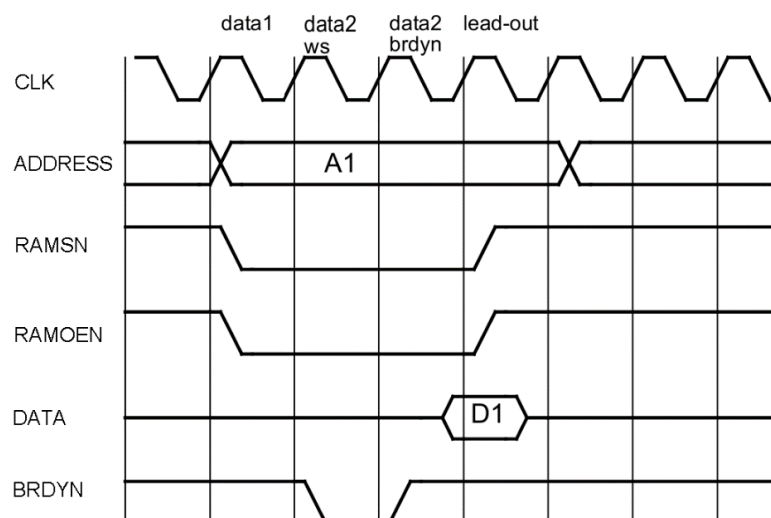 data1 data2 data2 lead-out
ws brdyn
CLK
ADDRESS A1
RAMSN
RAMOEN
DATA D1
BRDYN